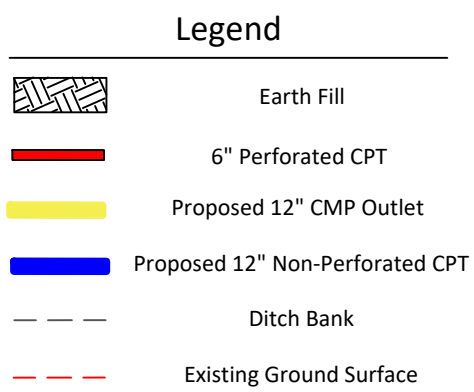 Legend
Earth Fill
6" Perforated CPT
Proposed 12" CMP Outlet
Proposed 12" Non-Perforated CPT
Ditch Bank
Existing Ground Surface